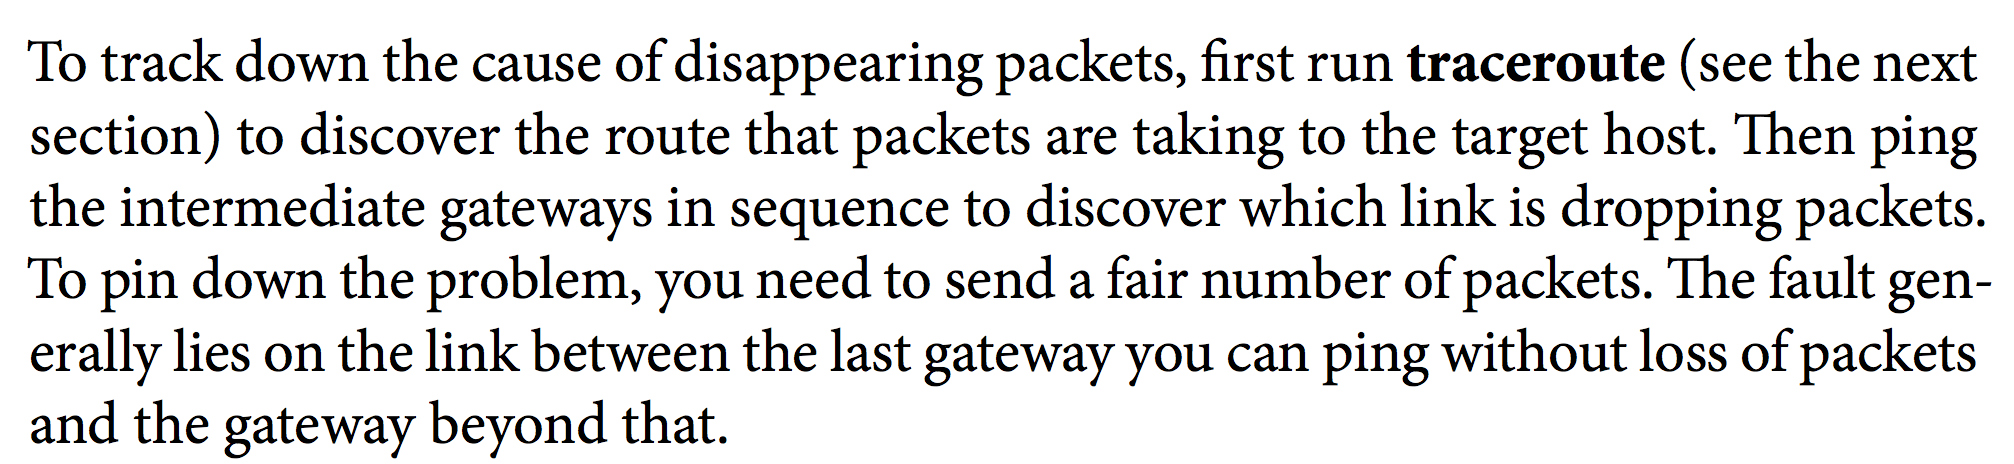 To track down the cause of disappearing packets, first run traceroute (see the next
section) to discover the route that packets are taking to the target host. Then ping
the intermediate gateways in sequence to discover which link is dropping packets.
To pin down the problem, you need to send a fair number of packets. The fault gen-
erally lies on the link between the last gateway you can ping without loss of packets
and the gateway beyond that.